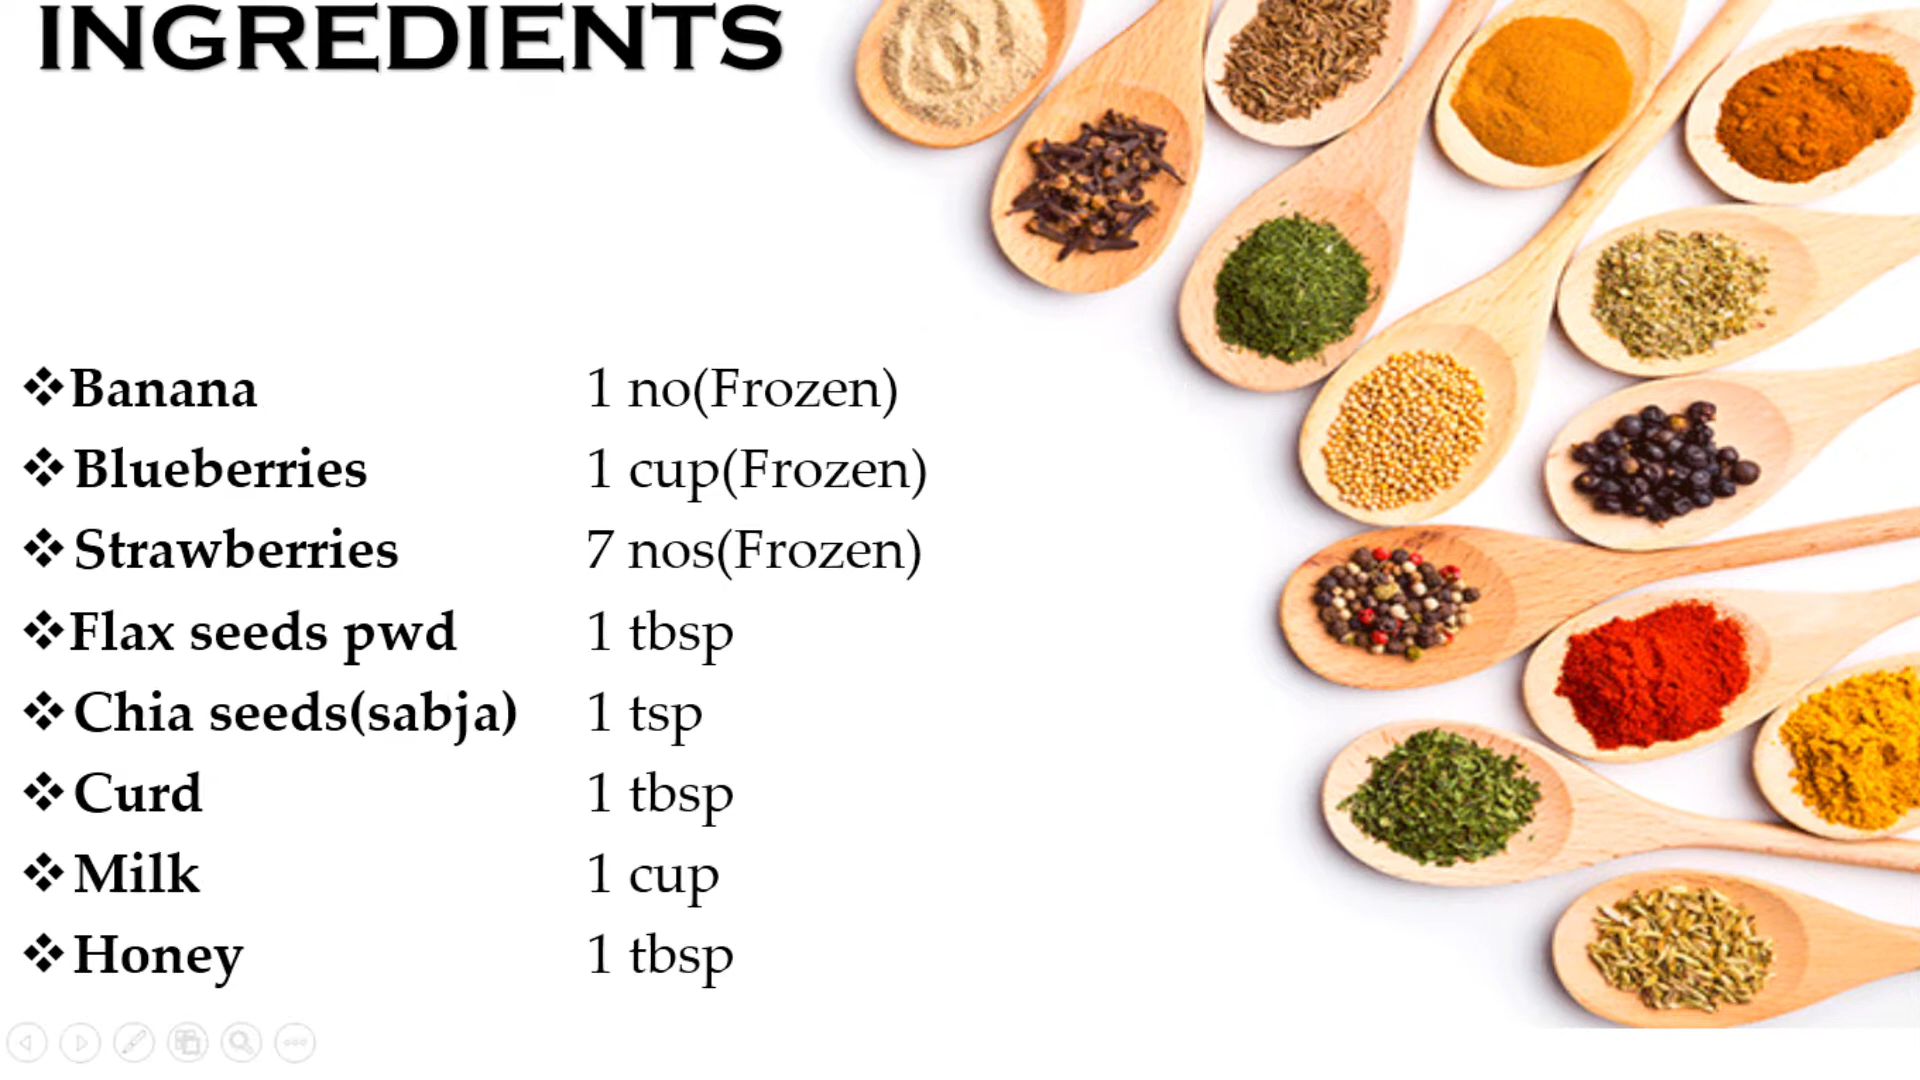 INGREDIENTS
❖Banana 1 no(Frozen)
❖Blueberries 1 cup(Frozen)
❖Strawberries 7 nos(Frozen)
❖Flax seeds pwd 1 tbsp
❖Chia seeds(sabja) 1 tsp
❖Curd 1 tbsp
❖Milk 1 cup
❖Honey 1 tbsp